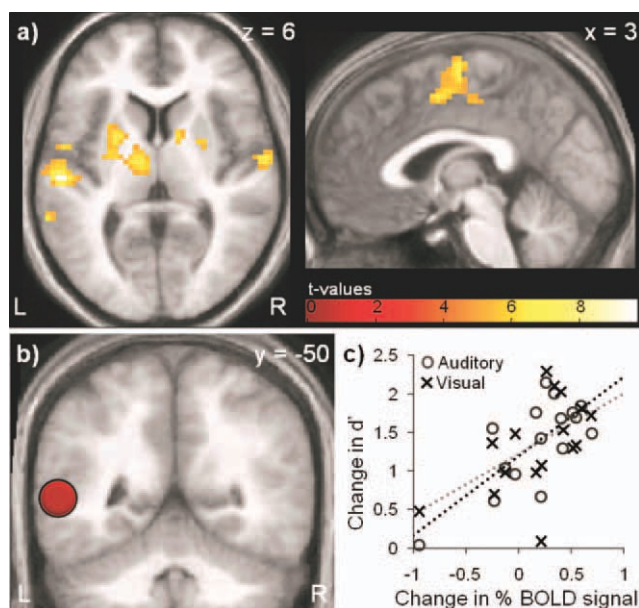 a)
z = 6
x = 3
L
R
t-values
0 2 4 6 8
b)
y = -50
L
R
c)
Auditory
Visual
Change in d'
2.5
2
1.5
1
0.5
0
-1 -0.5 0 0.5 1
Change in % BOLD signal